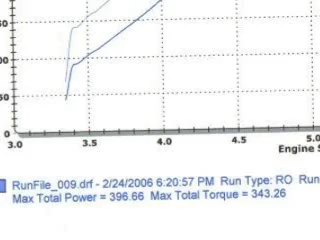 50
00
50
0
3.0 3.5 4.0 4.5 5.0
Engine S
RunFile_009.drf - 2/24/2006 6:20:57 PM Run Type: RO Run
Max Total Power = 396.66 Max Total Torque = 343.26